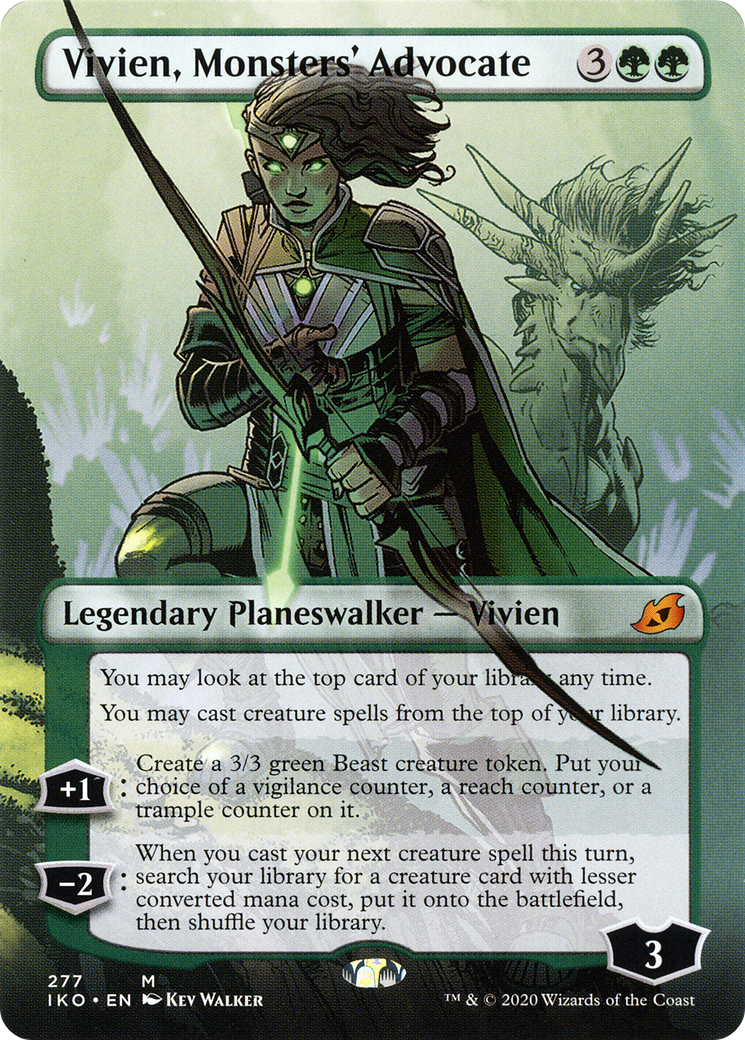 Vivien, Monsters' Advocate 3
Legendary Planeswalker — Vivien
You may look at the top card of your library any time.
You may cast creature spells from the top of your library.
+1: Create a 3/3 green Beast creature token. Put your
choice of a vigilance counter, a reach counter, or a
trample counter on it.
−2: When you cast your next creature spell this turn,
search your library for a creature card with lesser
converted mana cost, put it onto the battlefield,
then shuffle your library.
3
277 M
IKO • EN Kev Walker
™ & © 2020 Wizards of the Coast